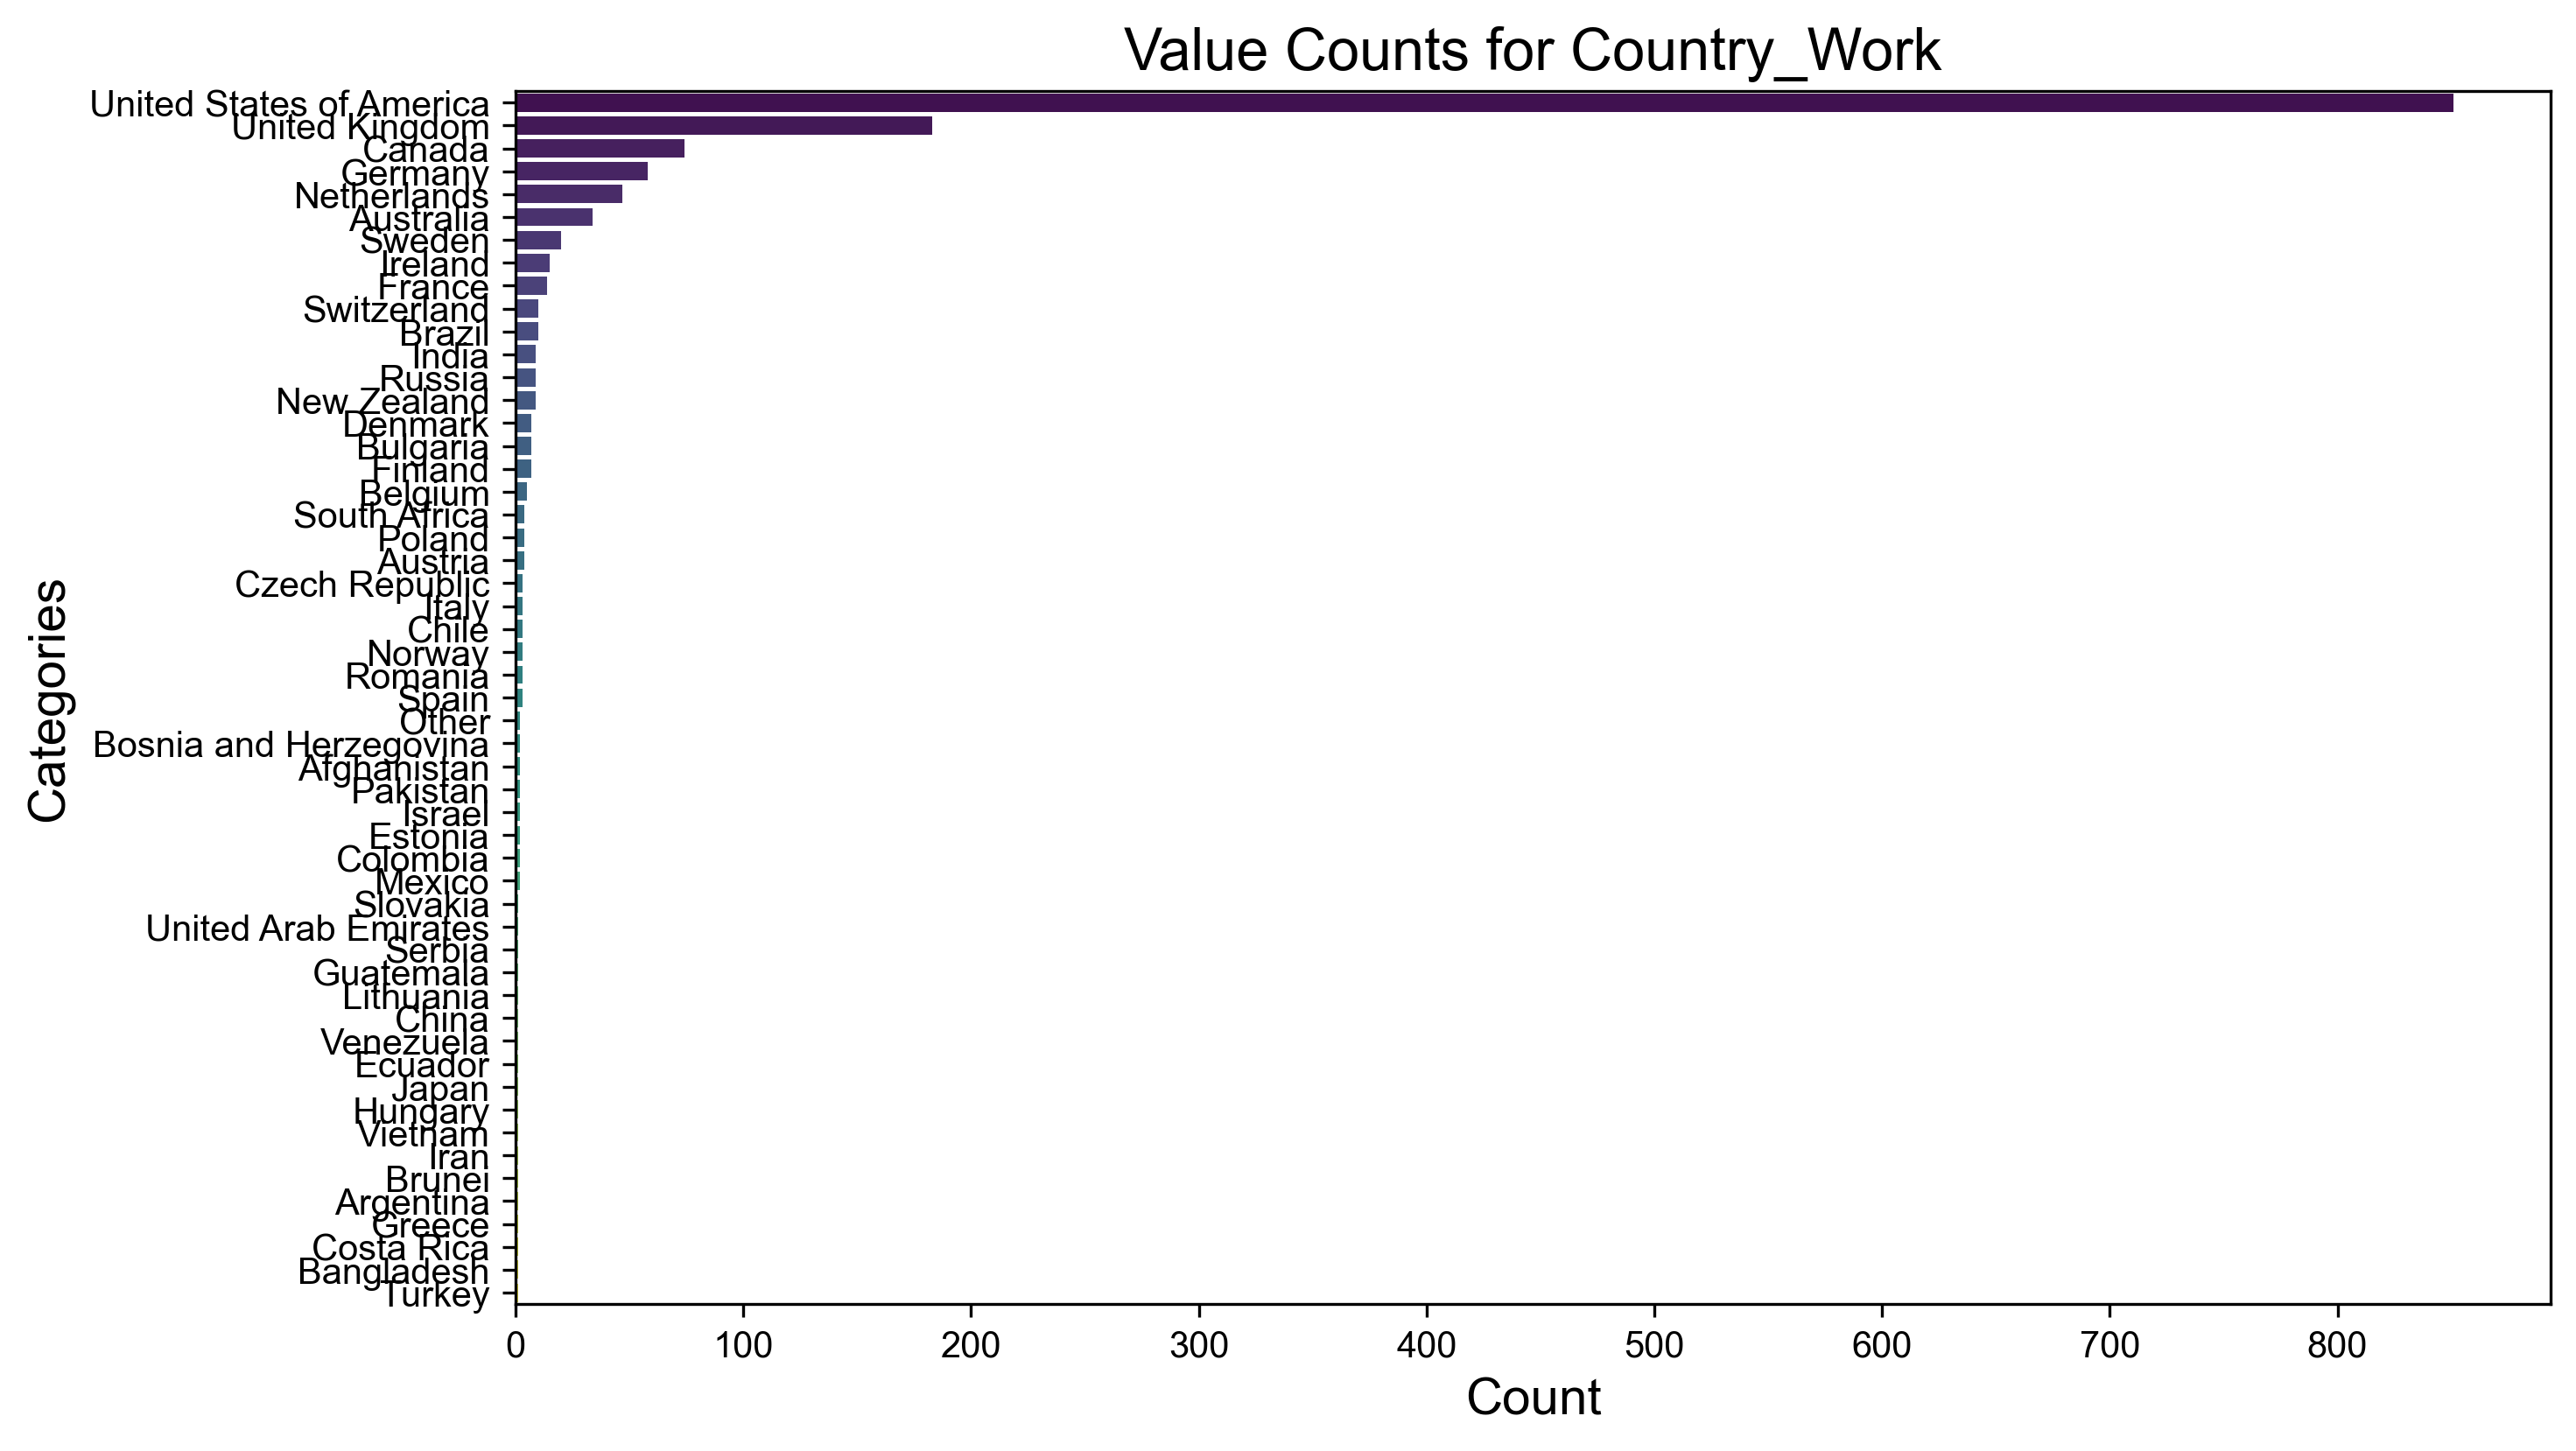 Value Counts for Country_Work
United States of America
United Kingdom
Canada
Germany
Netherlands
Australia
Sweden
Ireland
France
Switzerland
Brazil
India
Russia
New Zealand
Denmark
Bulgaria
Finland
Belgium
South Africa
Poland
Austria
Czech Republic
Italy
Chile
Norway
Romania
Spain
Other
Bosnia and Herzegovina
Afghanistan
Pakistan
Israel
Estonia
Colombia
Mexico
Slovakia
United Arab Emirates
Serbia
Guatemala
Lithuania
China
Venezuela
Ecuador
Japan
Hungary
Vietnam
Iran
Brunei
Argentina
Greece
Costa Rica
Bangladesh
Turkey
Categories
0 100 200 300 400 500 600 700 800
Count